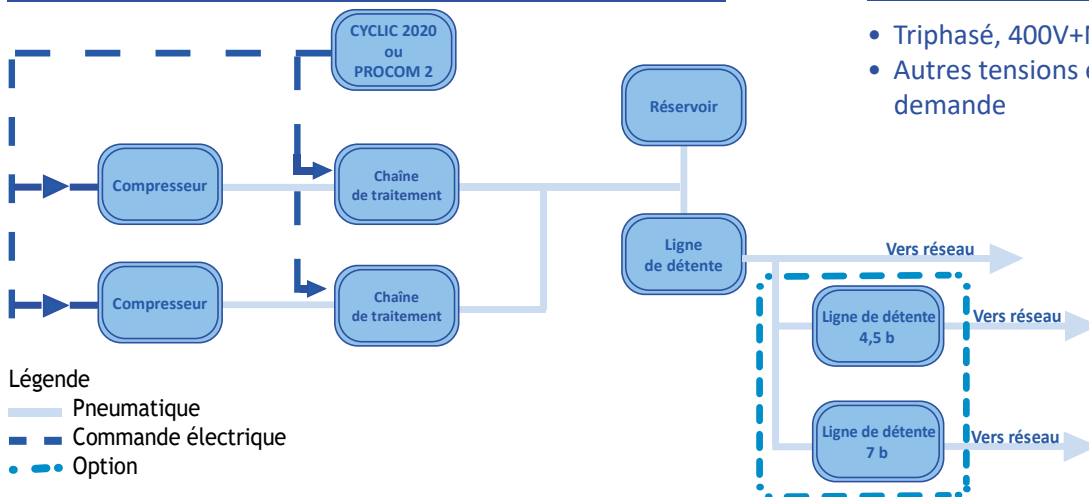 CYCLIC 2020
ou
PROCOM 2
• Triphasé, 400V+
• Autres tensions
demande
Réservoir
Compresseur
Chaîne
de traitement
Ligne
de détente
Vers réseau
Compresseur
Chaîne
de traitement
Ligne de détente
4,5 b
Vers réseau
Ligne de détente
7 b
Vers réseau
Légende
Pneumatique
Commande électrique
Option